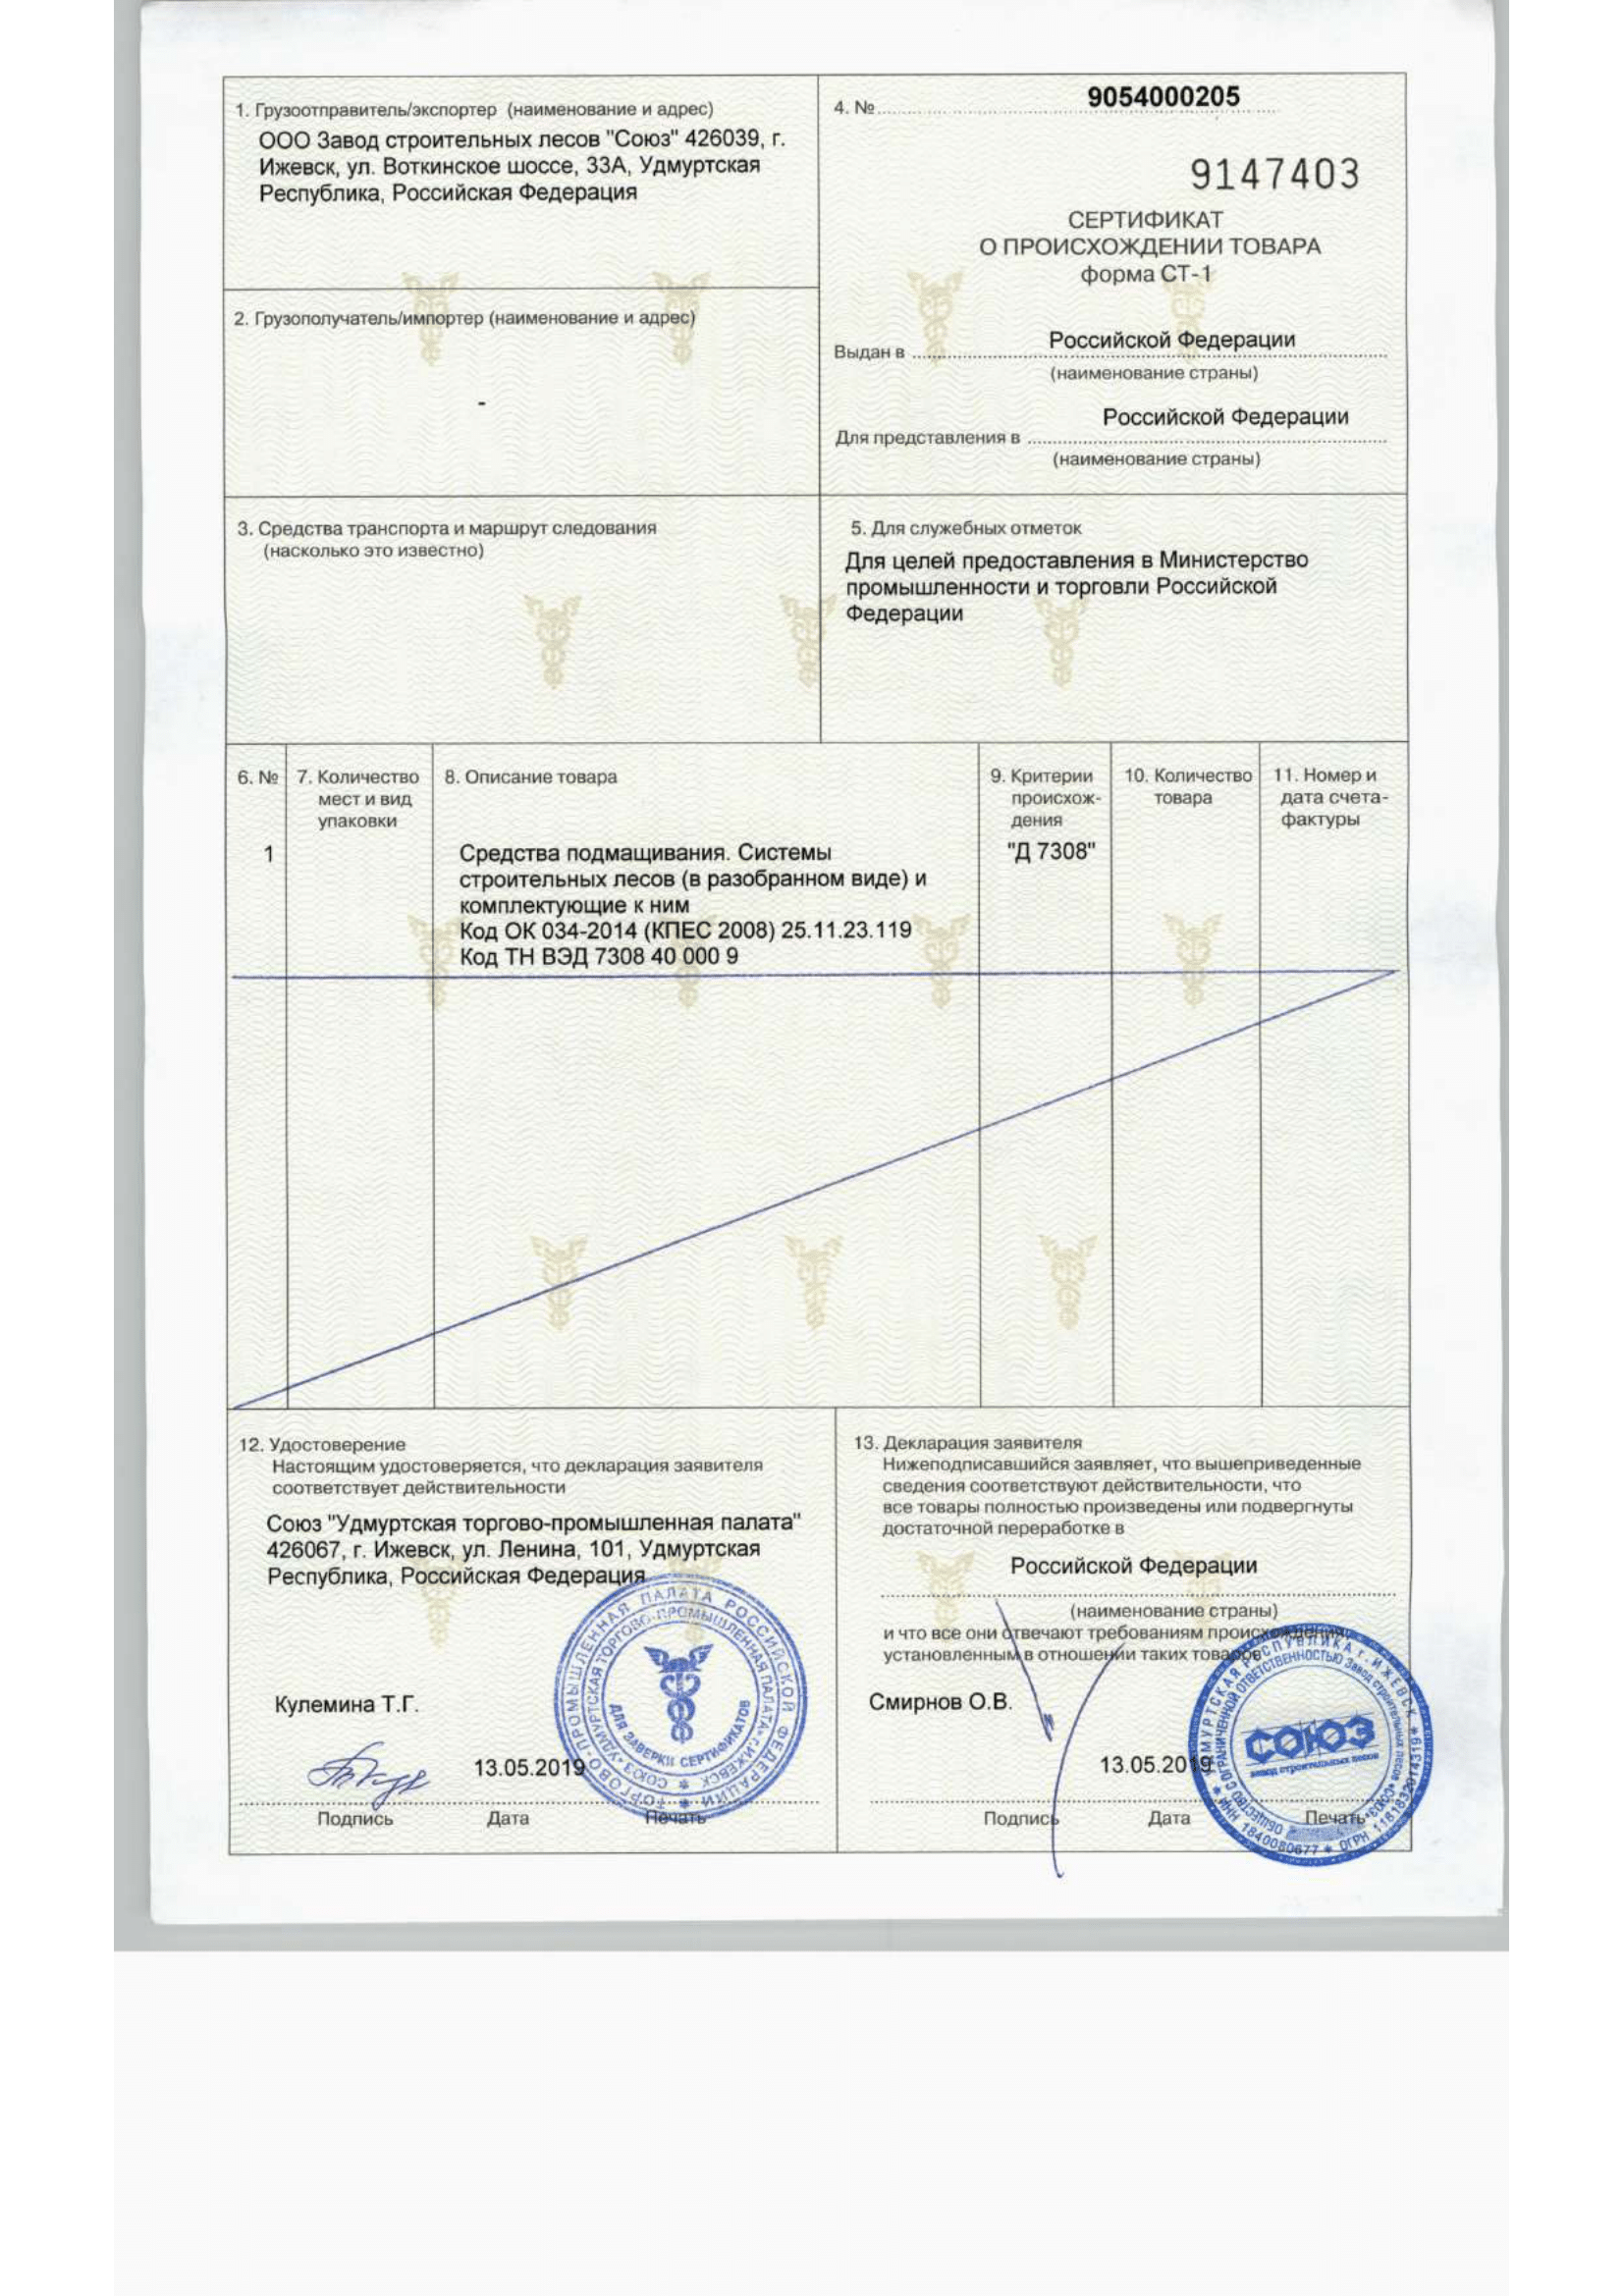 1. Грузоотправитель/экспортер (наименование и адрес)
ООО Завод строительных лесов "Союз" 426039, г.
Ижевск, ул. Воткинское шоссе, 33А, Удмуртская
Республика, Российская Федерация
4. № 9054000205
9147403
СЕРТИФИКАТ
О ПРОИСХОЖДЕНИИ ТОВАРА
форма СТ-1
2. Грузополучатель/импортер (наименование и адрес)
-
Выдан в Российской Федерации
(наименование страны)
Для представления в Российской Федерации
(наименование страны)
3. Средства транспорта и маршрут следования
(насколько это известно)
5. Для служебных отметок
Для целей предоставления в Министерство
промышленности и торговли Российской
Федерации
6. №
7. Количество
мест и вид
упаковки
8. Описание товара
9. Критерии
происхож-
дения
10. Количество
товара
11. Номер и
дата счета-
фактуры
1
Средства подмащивания. Системы
строительных лесов (в разобранном виде) и
комплектующие к ним
Код ОК 034-2014 (КПЕС 2008) 25.11.23.119
Код ТН ВЭД 7308 40 000 9
"Д 7308"
12. Удостоверение
Настоящим удостоверяется, что декларация заявителя
соответствует действительности
Союз "Удмуртская торгово-промышленная палата"
426067, г. Ижевск, ул. Ленина, 101, Удмуртская
Республика, Российская Федерация
Кулемина Т.Г.
13.05.2019
Подпись Дата Печать
ТОРГОВО-ПРОМЫШЛЕННАЯ ПАЛАТА РОССИЙСКОЙ ФЕДЕРАЦИИ
СОЮЗ «УДМУРТСКАЯ ТОРГОВО-ПРОМЫШЛЕННАЯ ПАЛАТА» г.ИЖЕВСК
ДЛЯ ЗАВЕРКИ СЕРТИФИКАТОВ
13. Декларация заявителя
Нижеподписавшийся заявляет, что вышеприведенные
сведения соответствуют действительности, что
все товары полностью произведены или подвергнуты
достаточной переработке в
Российской Федерации
(наименование страны)
и что все они отвечают требованиям происхождения,
установленным в отношении таких товаров
Смирнов О.В.
13.05.2019
Подпись Дата Печать
УДМУРТСКАЯ РЕСПУБЛИКА г. ИЖЕВСК
ОБЩЕСТВО С ОГРАНИЧЕННОЙ ОТВЕТСТВЕННОСТЬЮ Завод строительных лесов «СОЮЗ»
СОЮЗ
завод строительных лесов
ИНН 1840080677
ОГРН